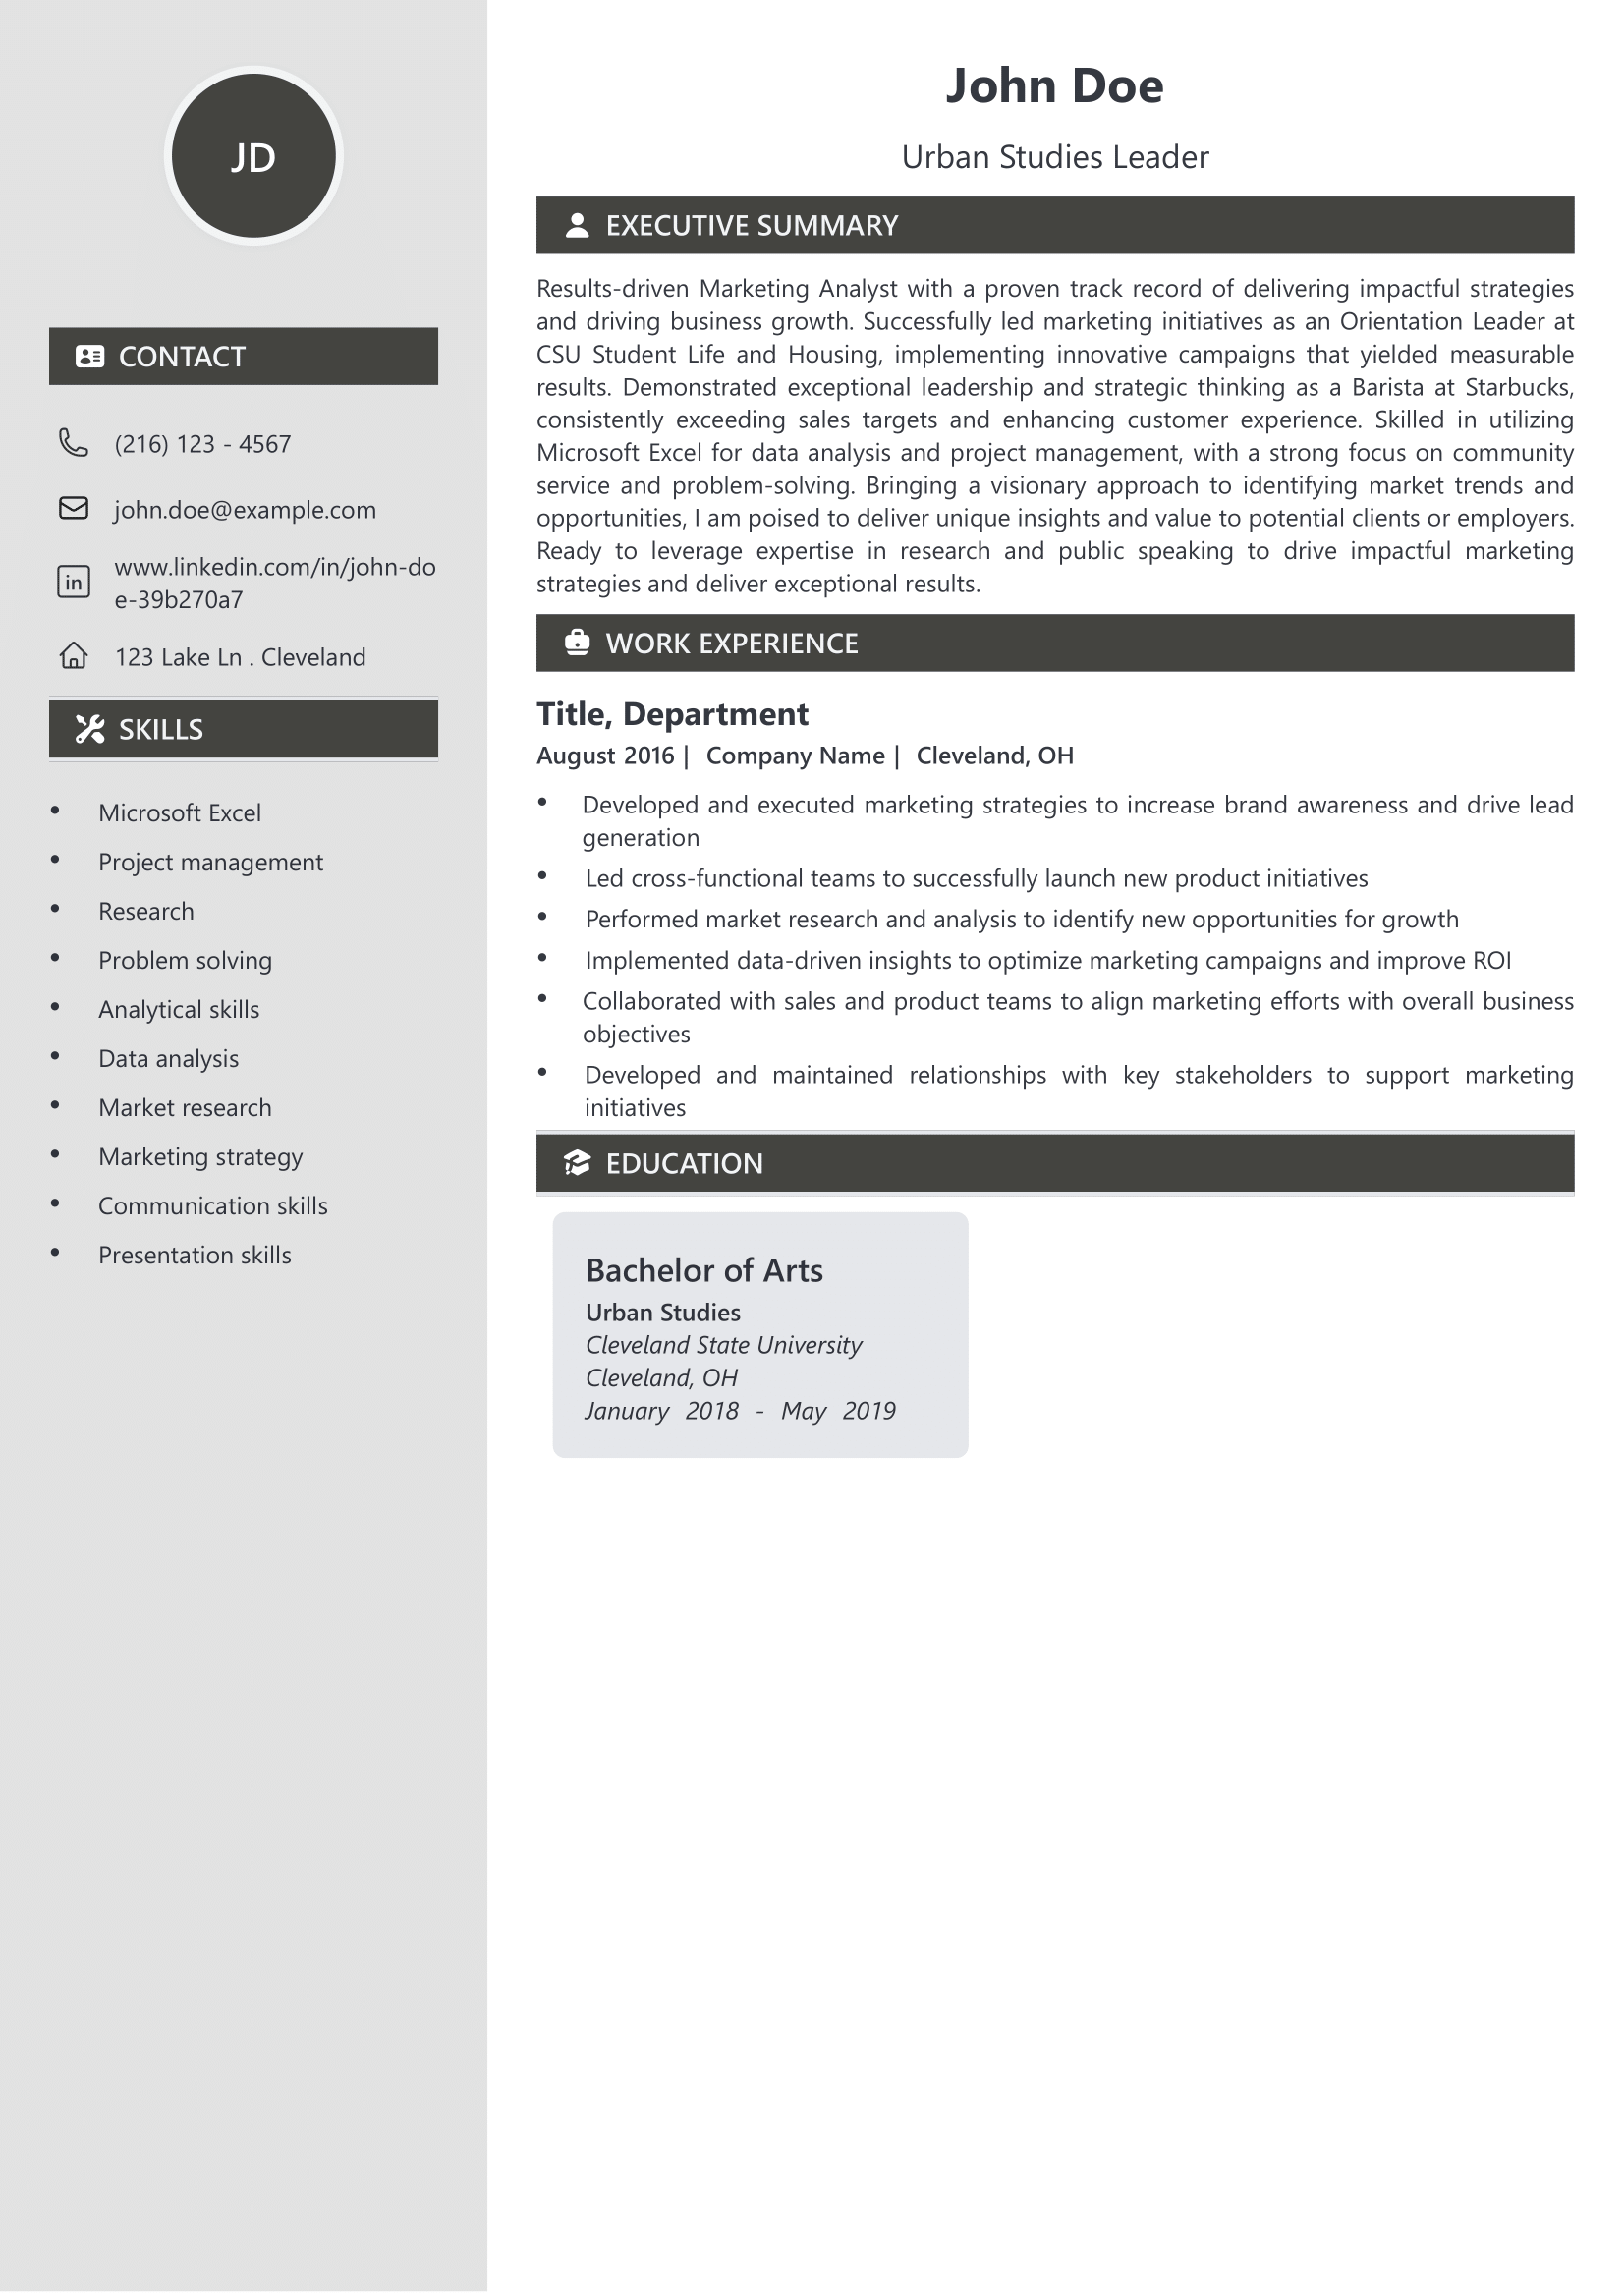 JD
CONTACT
(216) 123 - 4567
john.doe@example.com
www.linkedin.com/in/john-do
e-39b270a7
123 Lake Ln . Cleveland
SKILLS
• Microsoft Excel
• Project management
• Research
• Problem solving
• Analytical skills
• Data analysis
• Market research
• Marketing strategy
• Communication skills
• Presentation skills
John Doe
Urban Studies Leader
EXECUTIVE SUMMARY
Results-driven Marketing Analyst with a proven track record of delivering impactful strategies
and driving business growth. Successfully led marketing initiatives as an Orientation Leader at
CSU Student Life and Housing, implementing innovative campaigns that yielded measurable
results. Demonstrated exceptional leadership and strategic thinking as a Barista at Starbucks,
consistently exceeding sales targets and enhancing customer experience. Skilled in utilizing
Microsoft Excel for data analysis and project management, with a strong focus on community
service and problem-solving. Bringing a visionary approach to identifying market trends and
opportunities, I am poised to deliver unique insights and value to potential clients or employers.
Ready to leverage expertise in research and public speaking to drive impactful marketing
strategies and deliver exceptional results.
WORK EXPERIENCE
Title, Department
August 2016 | Company Name | Cleveland, OH
• Developed and executed marketing strategies to increase brand awareness and drive lead
generation
• Led cross-functional teams to successfully launch new product initiatives
• Performed market research and analysis to identify new opportunities for growth
• Implemented data-driven insights to optimize marketing campaigns and improve ROI
• Collaborated with sales and product teams to align marketing efforts with overall business
objectives
• Developed and maintained relationships with key stakeholders to support marketing
initiatives
EDUCATION
Bachelor of Arts
Urban Studies
Cleveland State University
Cleveland, OH
January 2018 - May 2019